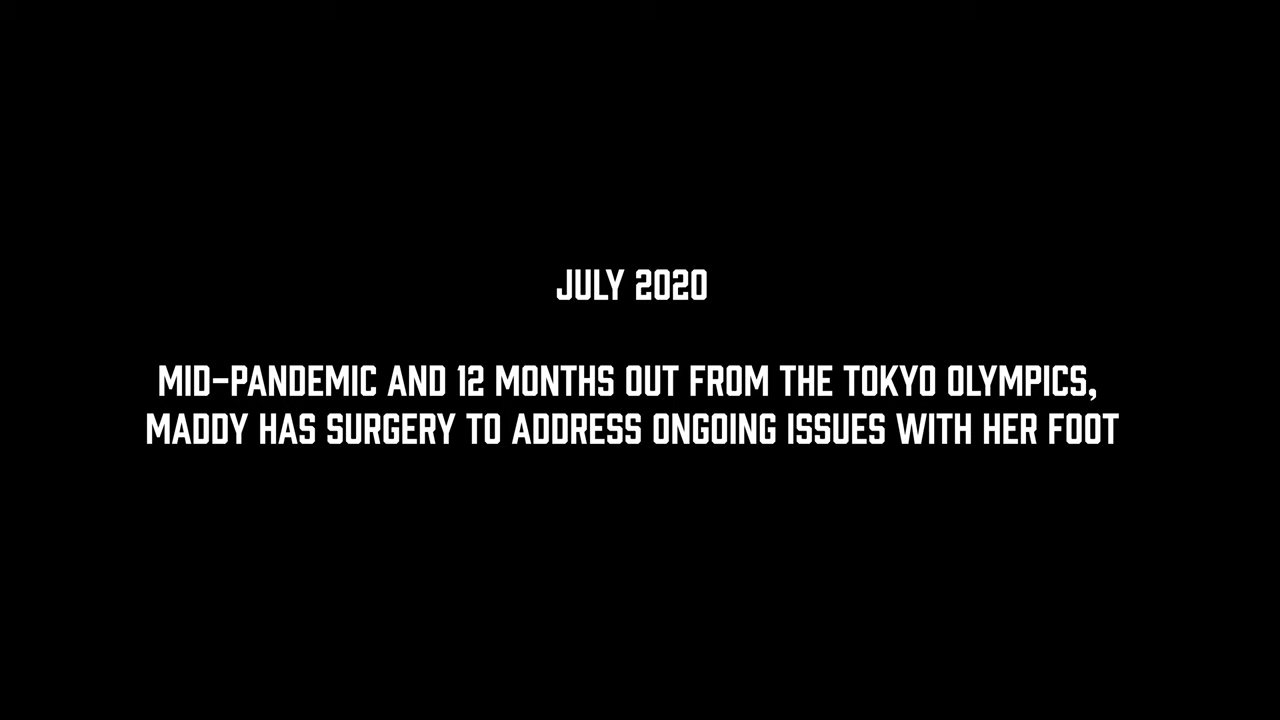 JULY 2020
MID-PANDEMIC AND 12 MONTHS OUT FROM THE TOKYO OLYMPICS,
MADDY HAS SURGERY TO ADDRESS ONGOING ISSUES WITH HER FOOT